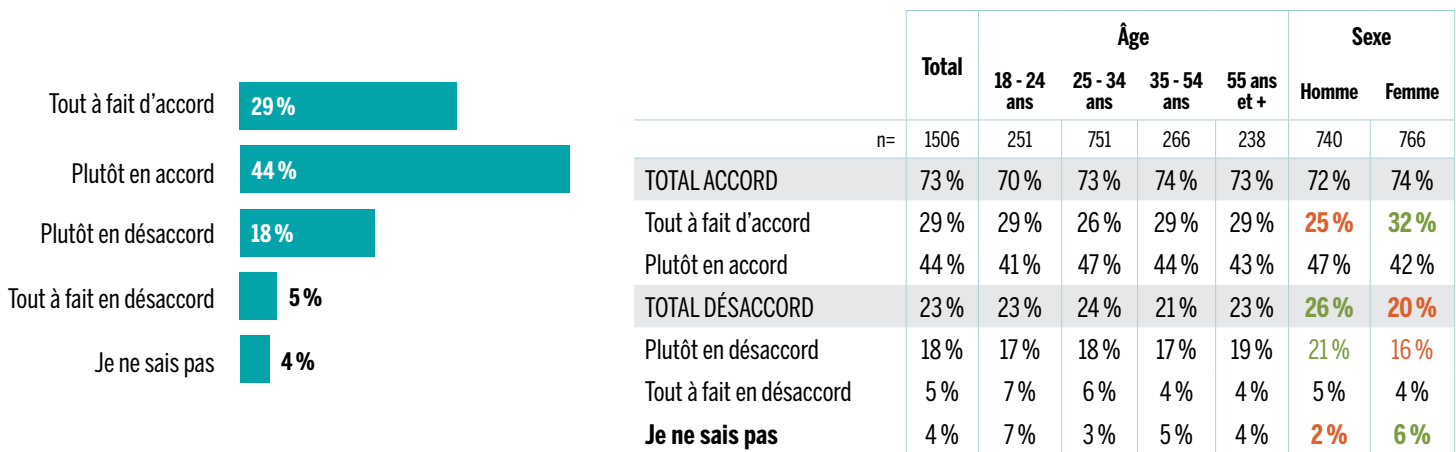 Tout à fait d'accord 29 %
Plutôt en accord 44 %
Plutôt en désaccord 18 %
Tout à fait en désaccord 5 %
Je ne sais pas 4 %
Total Âge Sexe
18 - 24 ans 25 - 34 ans 35 - 54 ans 55 ans et + Homme Femme
n= 1506 251 751 266 238 740 766
TOTAL ACCORD 73 % 70 % 73 % 74 % 73 % 72 % 74 %
Tout à fait d'accord 29 % 29 % 26 % 29 % 29 % 25 % 32 %
Plutôt en accord 44 % 41 % 47 % 44 % 43 % 47 % 42 %
TOTAL DÉSACCORD 23 % 23 % 24 % 21 % 23 % 26 % 20 %
Plutôt en désaccord 18 % 17 % 18 % 17 % 19 % 21 % 16 %
Tout à fait en désaccord 5 % 7 % 6 % 4 % 4 % 5 % 4 %
Je ne sais pas 4 % 7 % 3 % 5 % 4 % 2 % 6 %